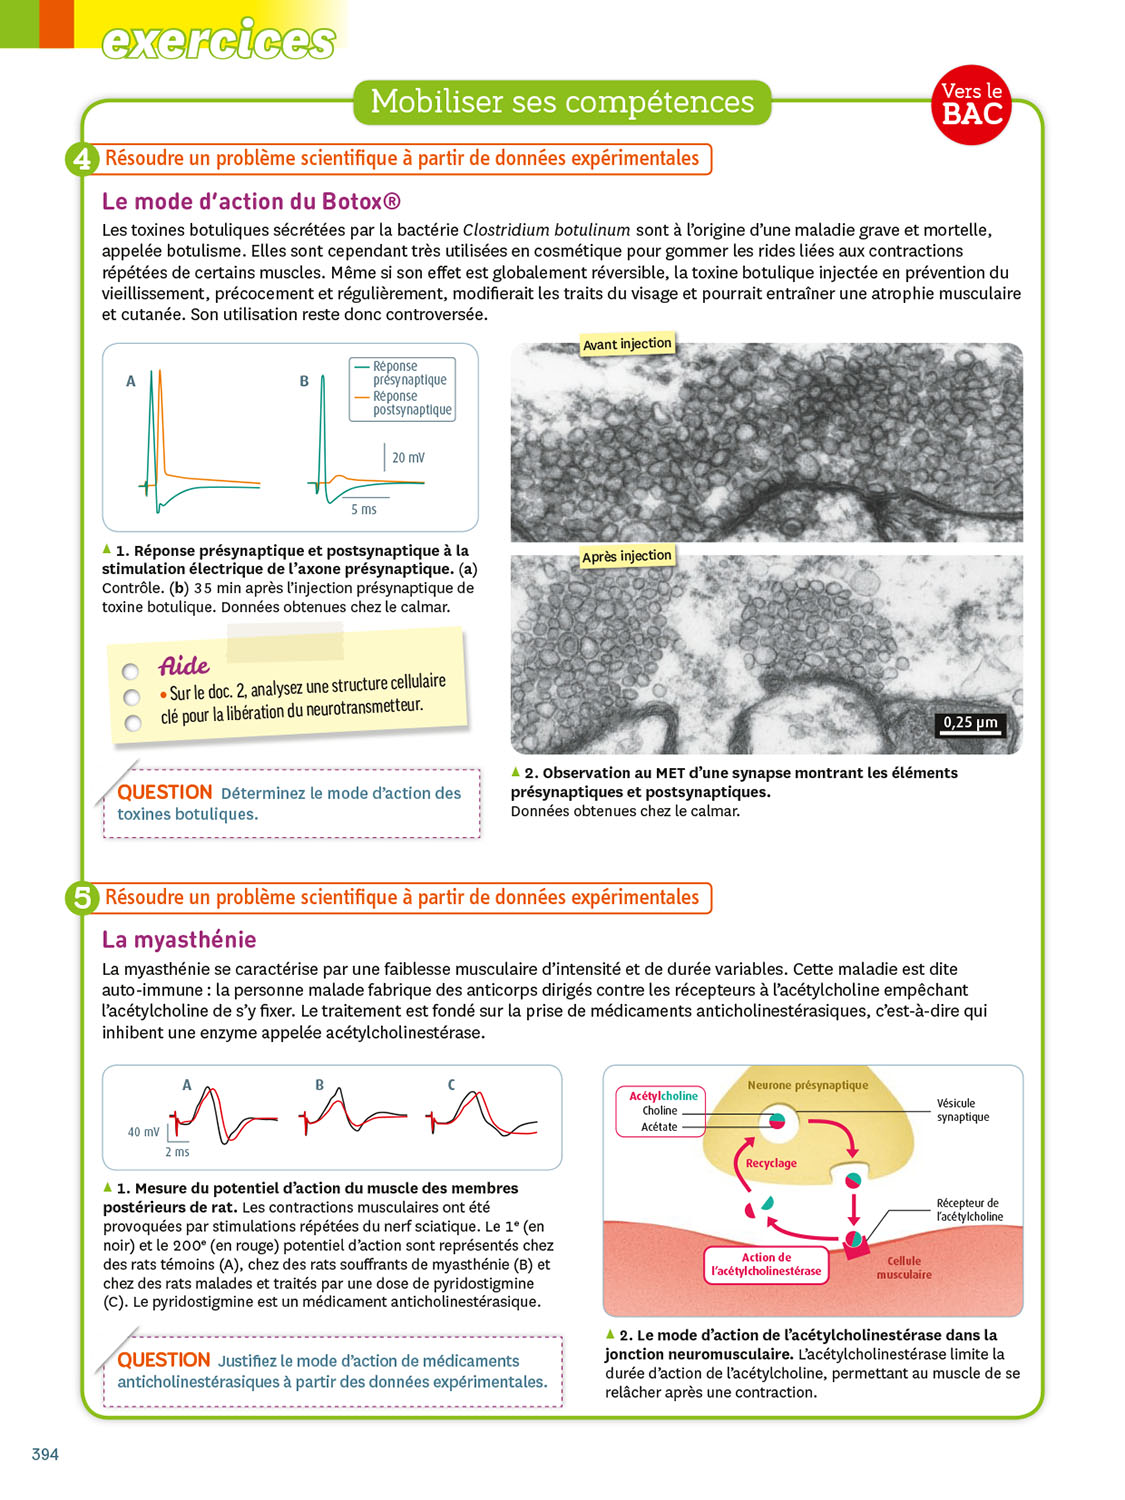 exercices
Mobiliser ses compétences
Vers le
BAC
4 Résoudre un problème scientifique à partir de données expérimentales
Le mode d'action du Botox®
Les toxines botuliques sécrétées par la bactérie Clostridium botulinum sont à l'origine d'une maladie grave et mortelle,
appelée botulisme. Elles sont cependant très utilisées en cosmétique pour gommer les rides liées aux contractions
répétées de certains muscles. Même si son effet est globalement réversible, la toxine botulique injectée en prévention du
vieillissement, précocement et régulièrement, modifierait les traits du visage et pourrait entraîner une atrophie musculaire
et cutanée. Son utilisation reste donc controversée.
A
B
Réponse
présynaptique
Réponse
postsynaptique
20 mV
5 ms
1. Réponse présynaptique et postsynaptique à la
stimulation électrique de l'axone présynaptique. (a)
Contrôle. (b) 35 min après l'injection présynaptique de
toxine botulique. Données obtenues chez le calmar.
Aide
• Sur le doc. 2, analysez une structure cellulaire
clé pour la libération du neurotransmetteur.
QUESTION Déterminez le mode d'action des
toxines botuliques.
Avant injection
Après injection
0,25 µm
2. Observation au MET d'une synapse montrant les éléments
présynaptiques et postsynaptiques.
Données obtenues chez le calmar.
5 Résoudre un problème scientifique à partir de données expérimentales
La myasthénie
La myasthénie se caractérise par une faiblesse musculaire d'intensité et de durée variables. Cette maladie est dite
auto-immune : la personne malade fabrique des anticorps dirigés contre les récepteurs à l'acétylcholine empêchant
l'acétylcholine de s'y fixer. Le traitement est fondé sur la prise de médicaments anticholinestérasiques, c'est-à-dire qui
inhibent une enzyme appelée acétylcholinestérase.
A
B
C
40 mV
2 ms
1. Mesure du potentiel d'action du muscle des membres
postérieurs de rat. Les contractions musculaires ont été
provoquées par stimulations répétées du nerf sciatique. Le 1e (en
noir) et le 200e (en rouge) potentiel d'action sont représentés chez
des rats témoins (A), chez des rats souffrants de myasthénie (B) et
chez des rats malades et traités par une dose de pyridostigmine
(C). Le pyridostigmine est un médicament anticholinestérasique.
QUESTION Justifiez le mode d'action de médicaments
anticholinestérasiques à partir des données expérimentales.
Acétylcholine
Choline
Acétate
Neurone présynaptique
Vésicule
synaptique
Recyclage
Récepteur de
l'acétylcholine
Action de
l'acétylcholinestérase
Cellule
musculaire
2. Le mode d'action de l'acétylcholinestérase dans la
jonction neuromusculaire. L'acétylcholinestérase limite la
durée d'action de l'acétylcholine, permettant au muscle de se
relâcher après une contraction.
394